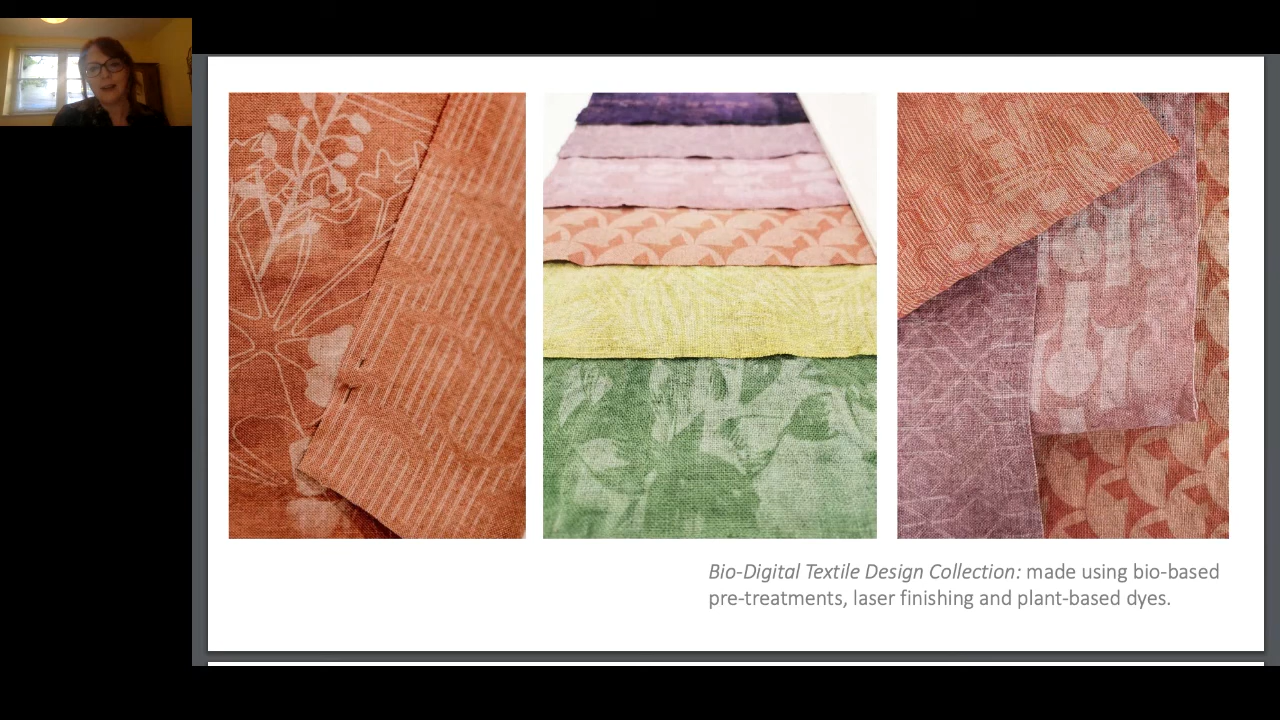 Bio-Digital Textile Design Collection: made using bio-based
pre-treatments, laser finishing and plant-based dyes.